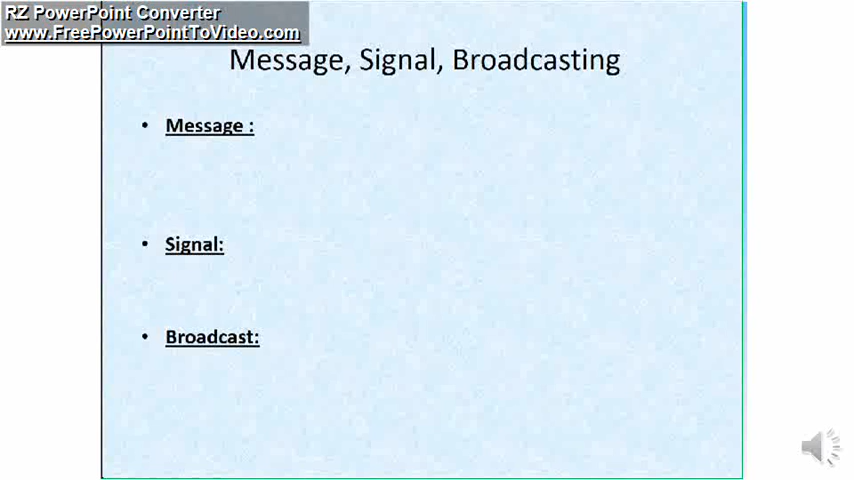 RZ PowerPoint Converter
www.FreePowerPointToVideo.com
Message, Signal, Broadcasting
• Message :
• Signal:
• Broadcast: